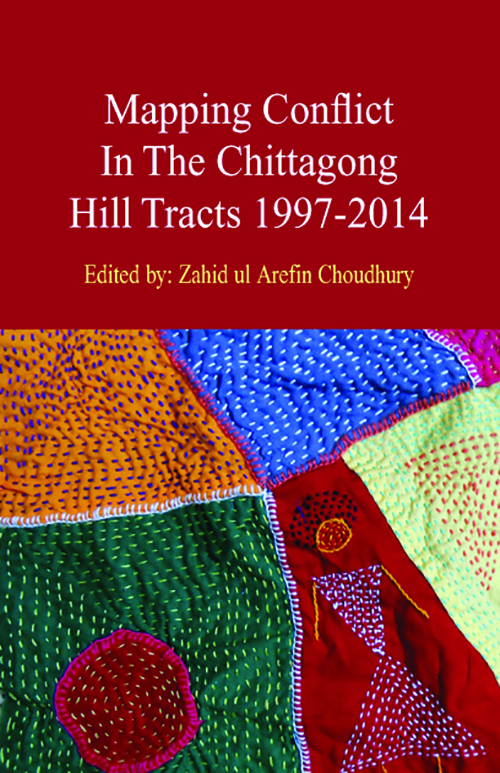 Mapping Conflict
In The Chittagong
Hill Tracts 1997-2014
Edited by: Zahid ul Arefin Choudhury